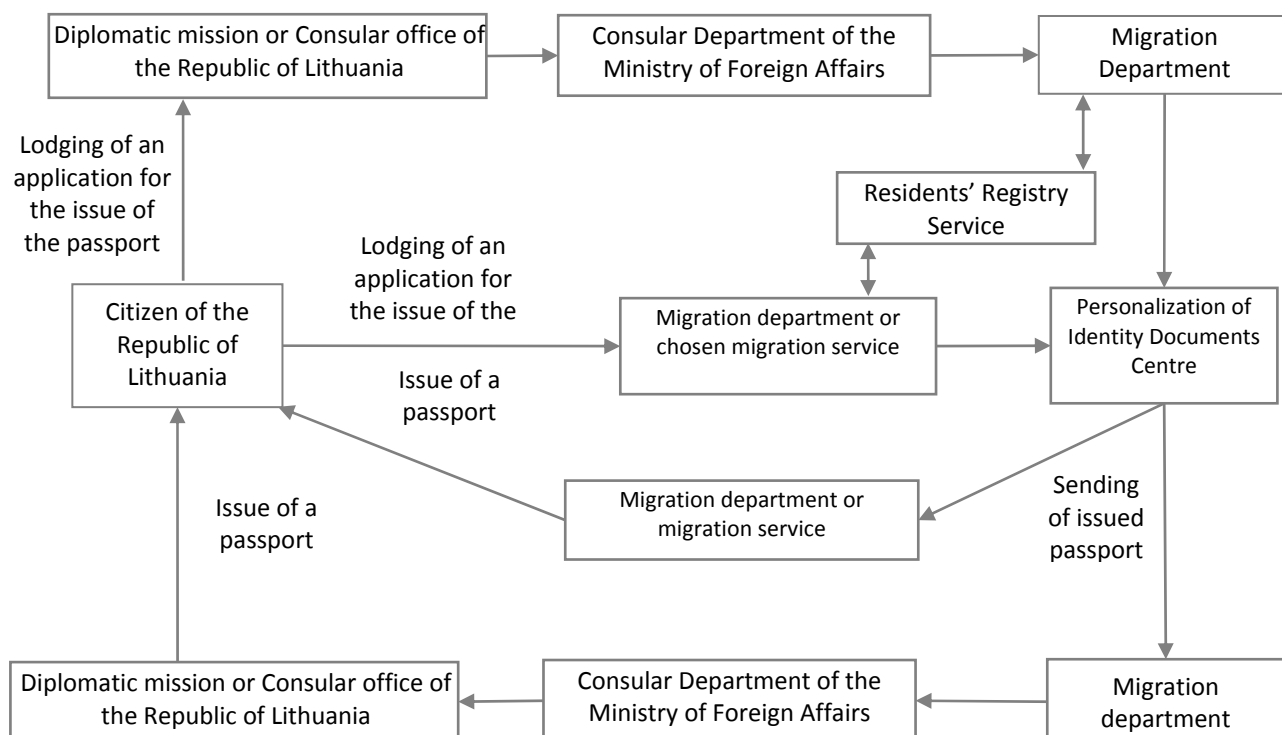 Diplomatic mission or Consular office of
the Republic of Lithuania
Consular Department of the
Ministry of Foreign Affairs
Migration
Department
Lodging of an
application for
the issue of
the passport
Residents’ Registry
Service
Lodging of an
application for
the issue of the
Citizen of the
Republic of
Lithuania
Migration department or
chosen migration service
Personalization of
Identity Documents
Centre
Issue of a
passport
Migration department or
migration service
Issue of a
passport
Sending
of issued
passport
Diplomatic mission or Consular office of
the Republic of Lithuania
Consular Department of the
Ministry of Foreign Affairs
Migration
department